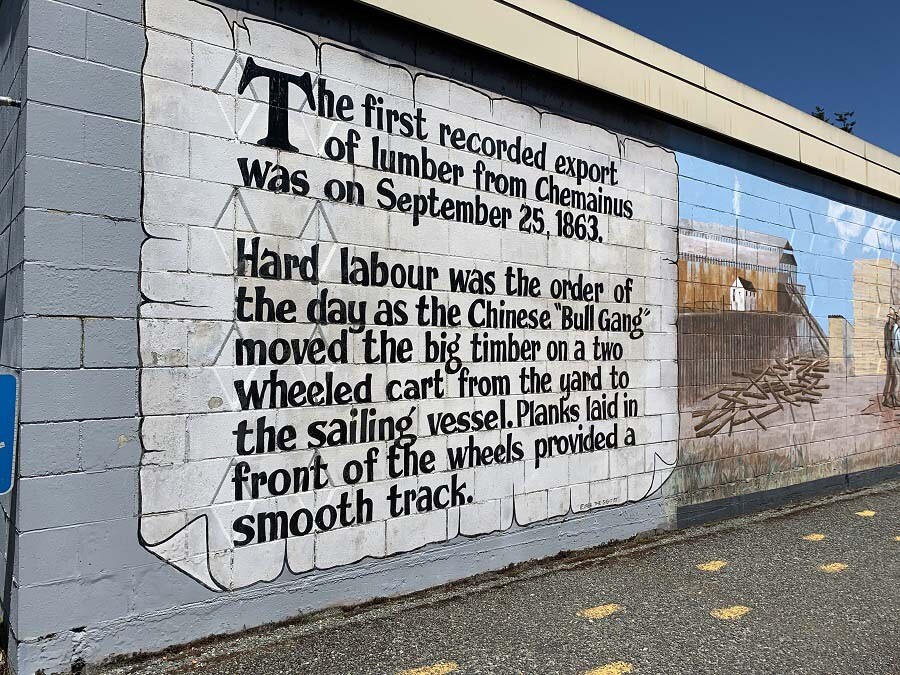 The first recorded export
of lumber from Chemainus
was on September 25, 1863.
Hard labour was the order of
the day as the Chinese "Bull Gang"
moved the big timber on a two
wheeled cart from the yard to
the sailing vessel. Planks laid in
front of the wheels provided a
smooth track.